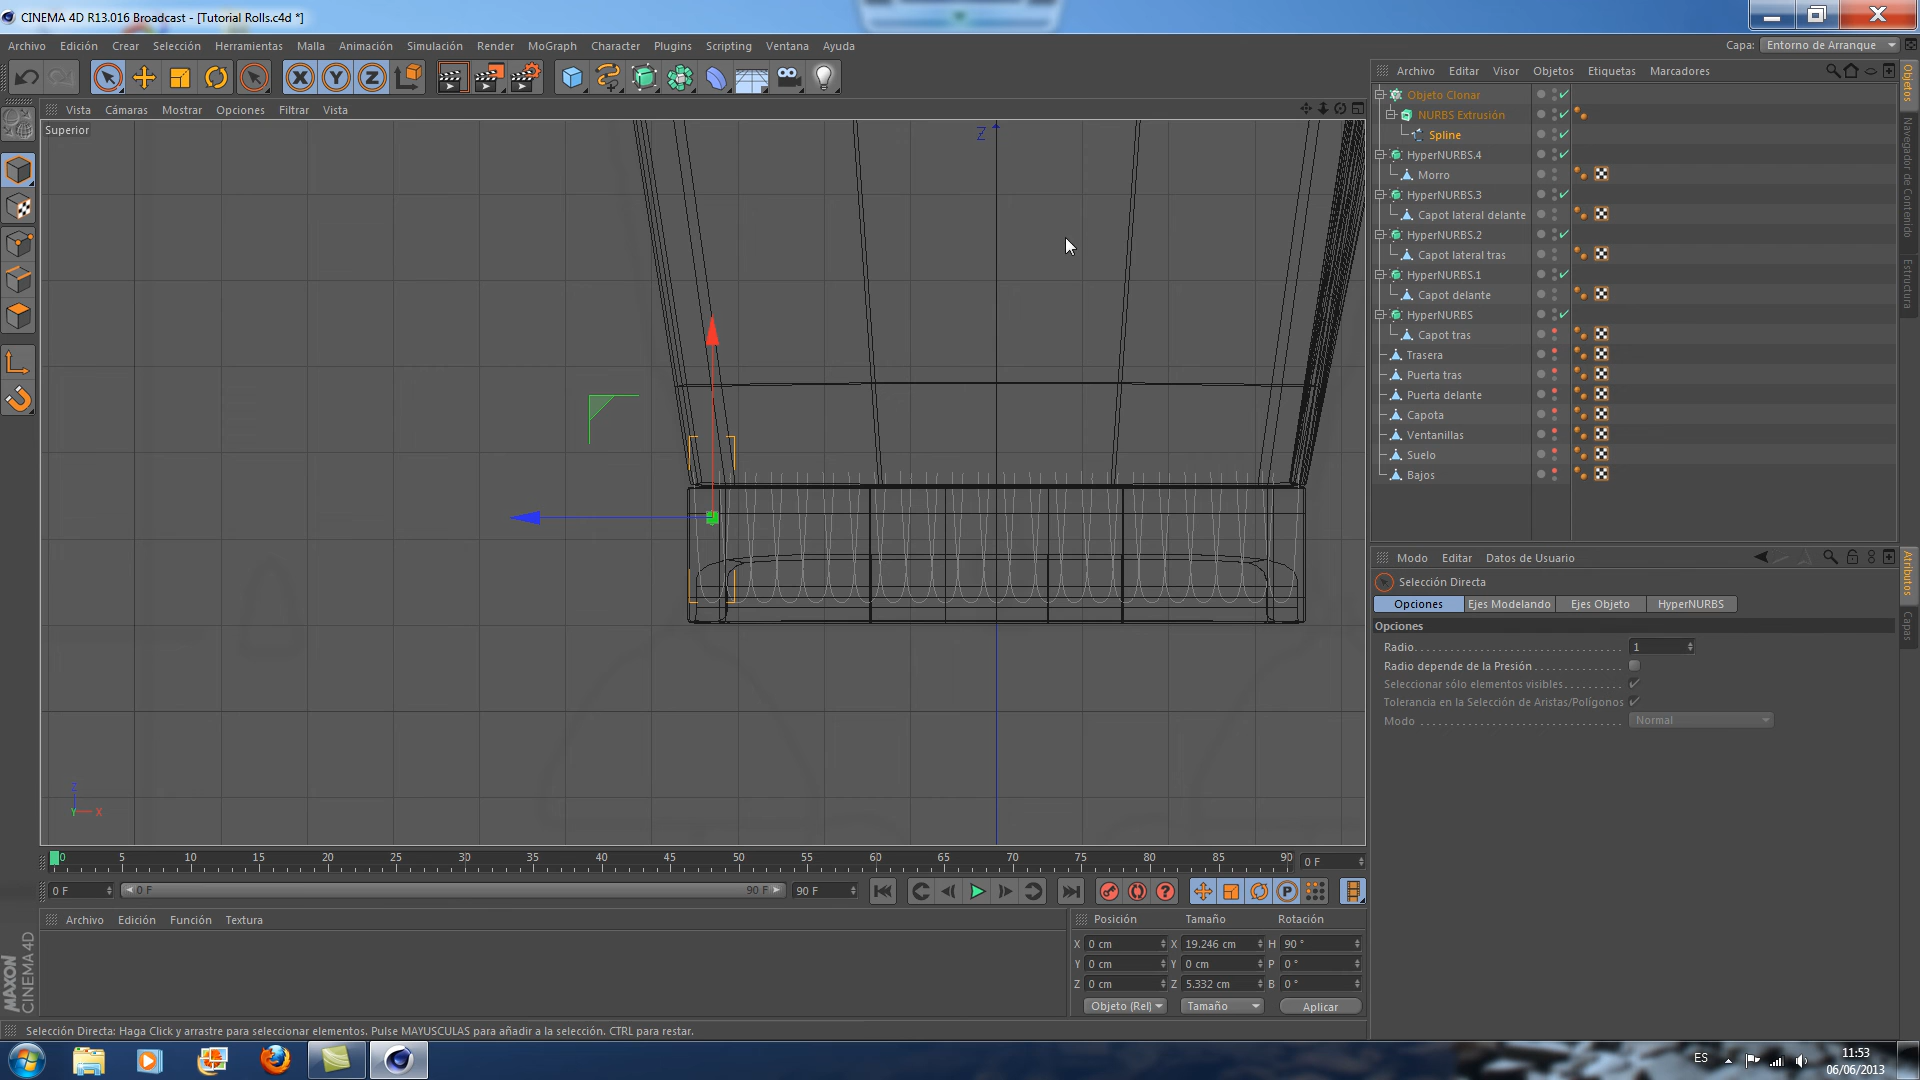 CINEMA 4D R13.016 Broadcast - [Tutorial Rolls.c4d *]
Archivo Edición Crear Selección Herramientas Malla Animación Simulación Render MoGraph Character Plugins Scripting Ventana Ayuda
Capa: Entorno de Arranque
X Y Z
Archivo Editar Visor Objetos Etiquetas Marcadores
Vista Cámaras Mostrar Opciones Filtrar Vista
Superior
Z
Objeto Clonar
NURBS Extrusión
Spline
HyperNURBS.4
Morro
HyperNURBS.3
Capot lateral delante
HyperNURBS.2
Capot lateral tras
HyperNURBS.1
Capot delante
HyperNURBS
Capot tras
Trasera
Puerta tras
Puerta delante
Capota
Ventanillas
Suelo
Bajos
Objetos
Navegador de Contenido
Estructura
Modo Editar Datos de Usuario
Selección Directa
Opciones Ejes Modelando Ejes Objeto HyperNURBS
Opciones
Radio 1
Radio depende de la Presión
Seleccionar sólo elementos visibles
Tolerancia en la Selección de Aristas/Polígonos
Modo Normal
Atributos
Capas
Z
Y X
0 5 10 15 20 25 30 35 40 45 50 55 60 65 70 75 80 85 90 0 F
0 F 0 F 90 F 90 F
Archivo Edición Función Textura
Posición Tamaño Rotación
X 0 cm X 19.246 cm H 90 °
Y 0 cm Y 0 cm P 0 °
Z 0 cm Z 5.332 cm B 0 °
Objeto (Rel) Tamaño Aplicar
MAXON
CINEMA 4D
Selección Directa: Haga Click y arrastre para seleccionar elementos. Pulse MAYUSCULAS para añadir a la selección. CTRL para restar.
ES 11:53
06/06/2013